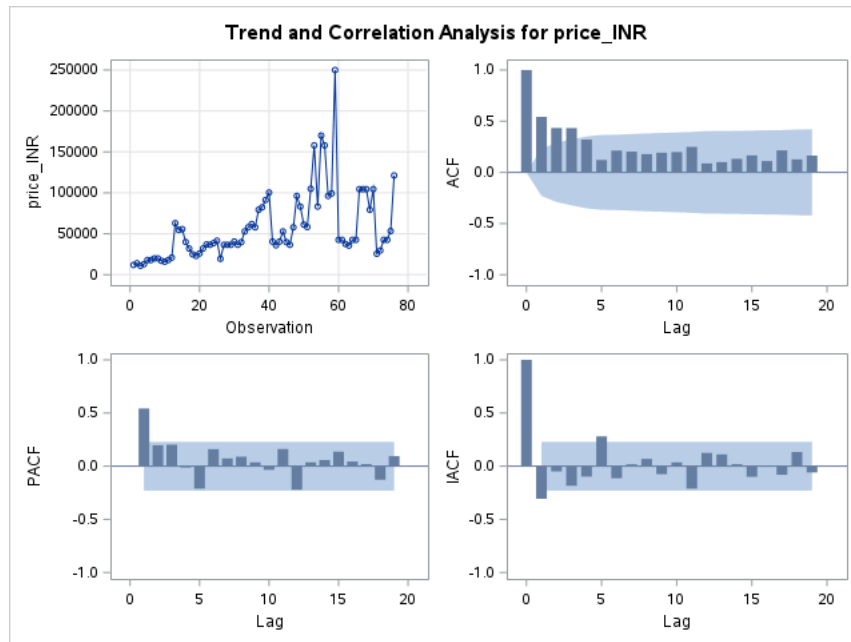 Trend and Correlation Analysis for price_INR
price_INR
250000
200000
150000
100000
50000
0
0 20 40 60 80
Observation
ACF
1.0
0.5
0.0
-0.5
-1.0
0 5 10 15 20
Lag
PACF
1.0
0.5
0.0
-0.5
-1.0
0 5 10 15 20
Lag
IACF
1.0
0.5
0.0
-0.5
-1.0
0 5 10 15 20
Lag